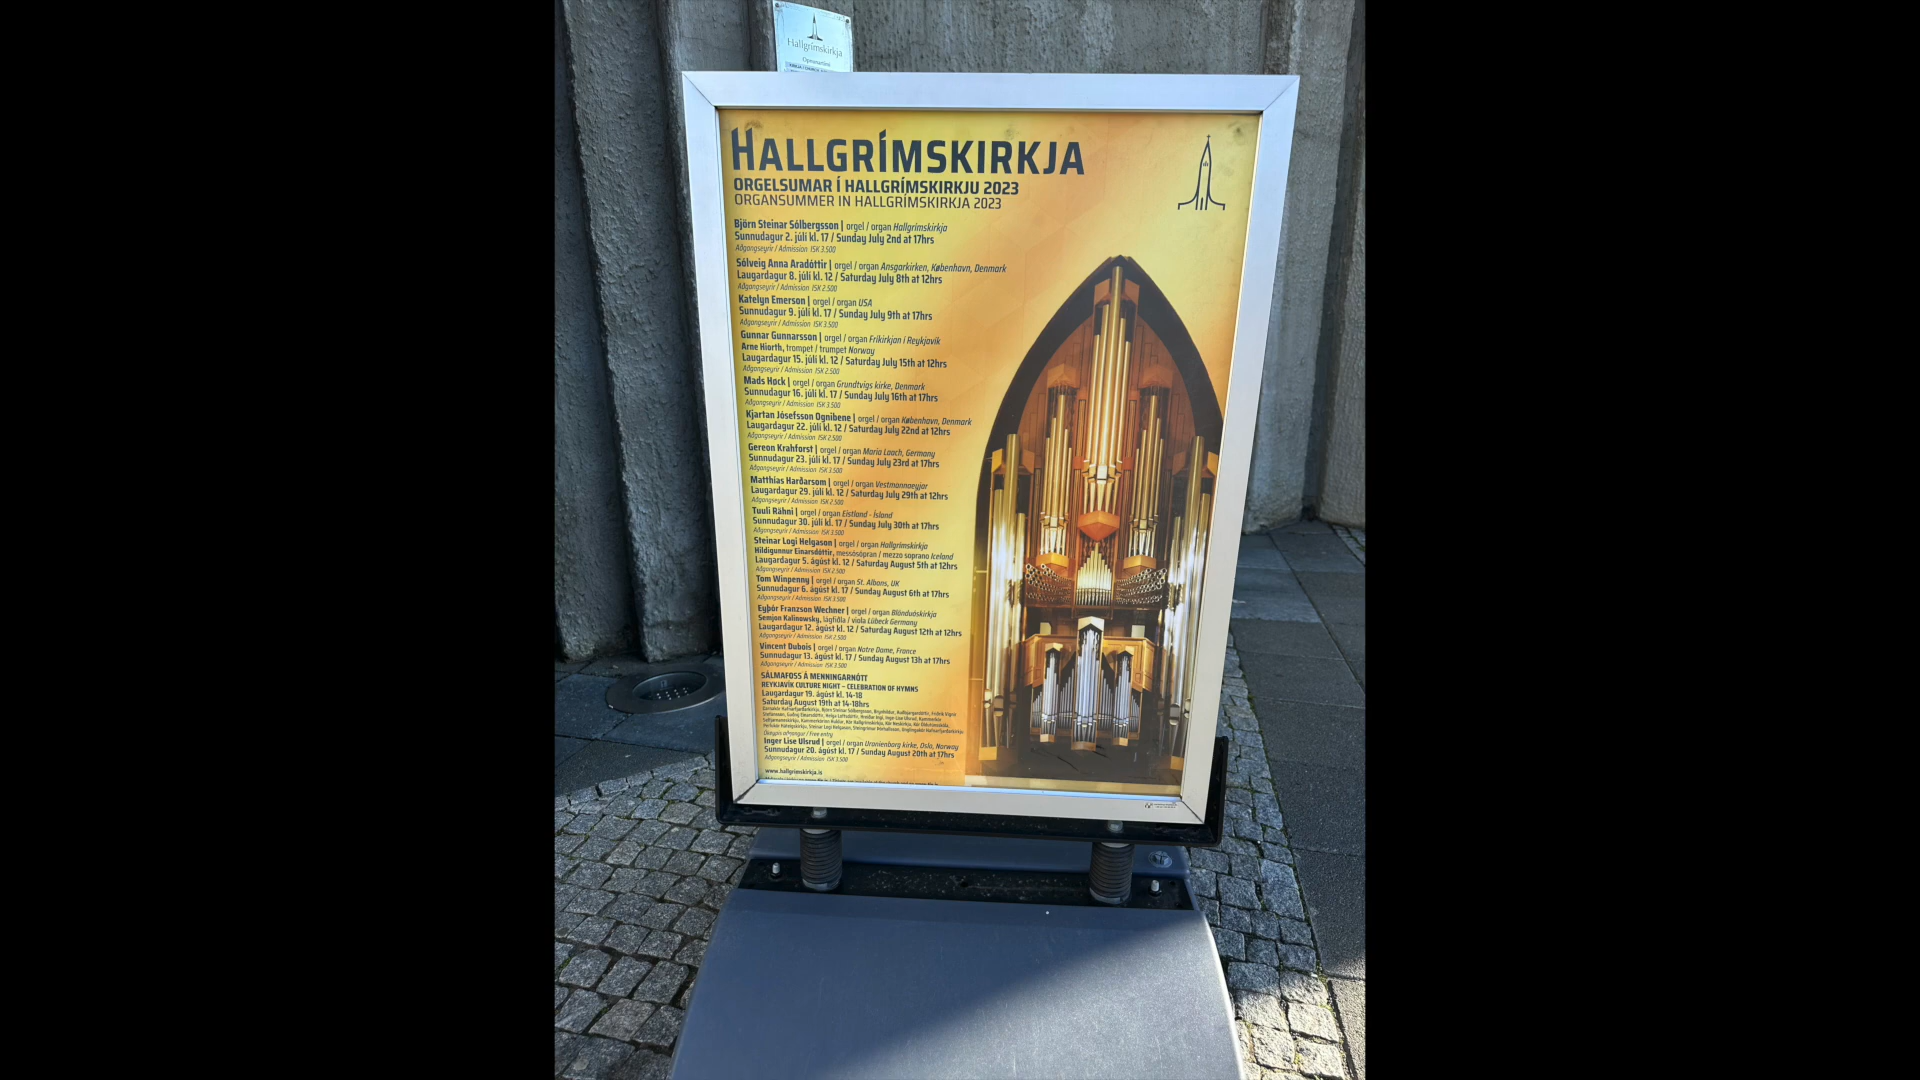 Hallgrímskirkja
Opnunartími
HALLGRÍMSKIRKJA
ORGELSUMAR Í HALLGRÍMSKIRKJU 2023
ORGANSUMMER IN HALLGRÍMSKIRKJA 2023
Björn Steinar Sólbergsson | orgel / organ Hallgrímskirkja
Sunnudagur 2. júlí kl. 17 / Sunday July 2nd at 17hrs
Aðgangseyrir / Admission ISK 3.500
Sólveig Anna Aradóttir | orgel / organ Ansgarkirken, København, Denmark
Laugardagur 8. júlí kl. 12 / Saturday July 8th at 12hrs
Aðgangseyrir / Admission ISK 2.500
Katelyn Emerson | orgel / organ USA
Sunnudagur 9. júlí kl. 17 / Sunday July 9th at 17hrs
Aðgangseyrir / Admission ISK 3.500
Gunnar Gunnarsson | orgel / organ Fríkirkjan í Reykjavík
Arne Hiorth, trompet / trumpet Norway
Laugardagur 15. júlí kl. 12 / Saturday July 15th at 12hrs
Aðgangseyrir / Admission ISK 2.500
Mads Høck | orgel / organ Grundtvigs kirke, Denmark
Sunnudagur 16. júlí kl. 17 / Sunday July 16th at 17hrs
Aðgangseyrir / Admission ISK 3.500
Kjartan Jósefsson Ognibene | orgel / organ København, Denmark
Laugardagur 22. júlí kl. 12 / Saturday July 22nd at 12hrs
Aðgangseyrir / Admission ISK 2.500
Gereon Krahforst | orgel / organ Maria Laach, Germany
Sunnudagur 23. júlí kl. 17 / Sunday July 23rd at 17hrs
Aðgangseyrir / Admission ISK 3.500
Matthías Harðarsom | orgel / organ Vestmannaeyjar
Laugardagur 29. júlí kl. 12 / Saturday July 29th at 12hrs
Aðgangseyrir / Admission ISK 2.500
Tuuli Rähni | orgel / organ Eistland - Ísland
Sunnudagur 30. júlí kl. 17 / Sunday July 30th at 17hrs
Aðgangseyrir / Admission ISK 3.500
Steinar Logi Helgason | orgel / organ Hallgrímskirkja
Hildigunnur Einarsdóttir, messósópran / mezzo soprano Iceland
Laugardagur 5. ágúst kl. 12 / Saturday August 5th at 12hrs
Aðgangseyrir / Admission ISK 2.500
Tom Winpenny | orgel / organ St. Albans, UK
Sunnudagur 6. ágúst kl. 17 / Sunday August 6th at 17hrs
Aðgangseyrir / Admission ISK 3.500
Eyþór Franzson Wechner | orgel / organ Blönduóskirkja
Semjon Kalinowsky, lágfiðla / viola Lübeck Germany
Laugardagur 12. ágúst kl. 12 / Saturday August 12th at 12hrs
Aðgangseyrir / Admission ISK 2.500
Vincent Dubois | orgel / organ Notre Dame, France
Sunnudagur 13. ágúst kl. 17 / Sunday August 13h at 17hrs
Aðgangseyrir / Admission ISK 3.500
SÁLMAFOSS Á MENNINGARNÓTT
REYKJAVÍK CULTURE NIGHT – CELEBRATION OF HYMNS
Laugardagur 19. ágúst kl. 14-18
Saturday August 19th at 14-18hrs
Ókeypis aðgangur / Free entry
Inger Lise Ulsrud | orgel / organ Uranienborg kirke, Oslo, Norway
Sunnudagur 20. ágúst kl. 17 / Sunday August 20th at 17hrs
Aðgangseyrir / Admission ISK 3.500
www.hallgrimskirkja.is